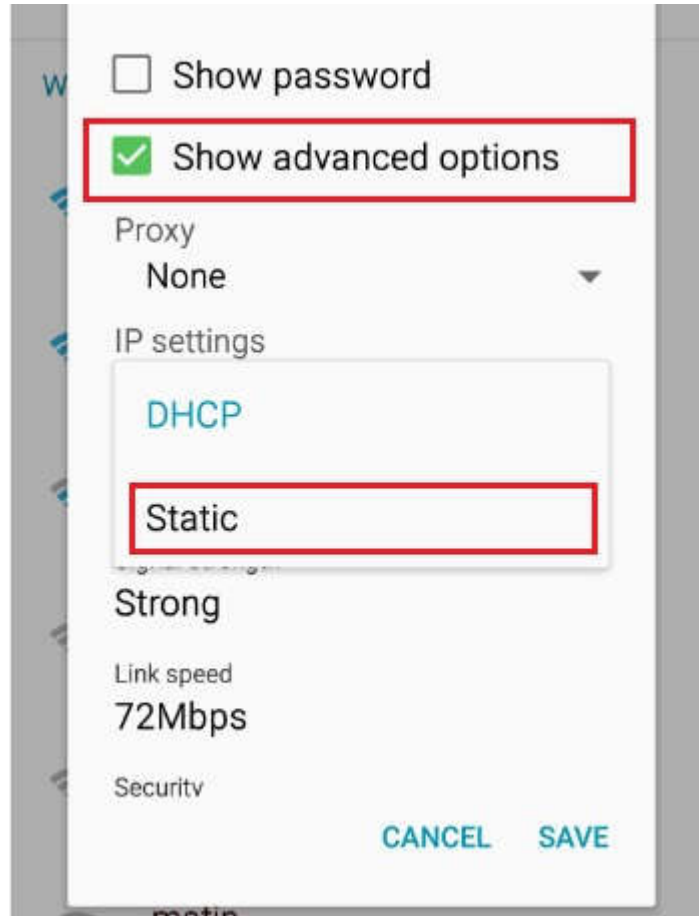 W
Show password
Show advanced options
Proxy
None
IP settings
DHCP
Static
Strong
Link speed
72Mbps
Security
CANCEL SAVE